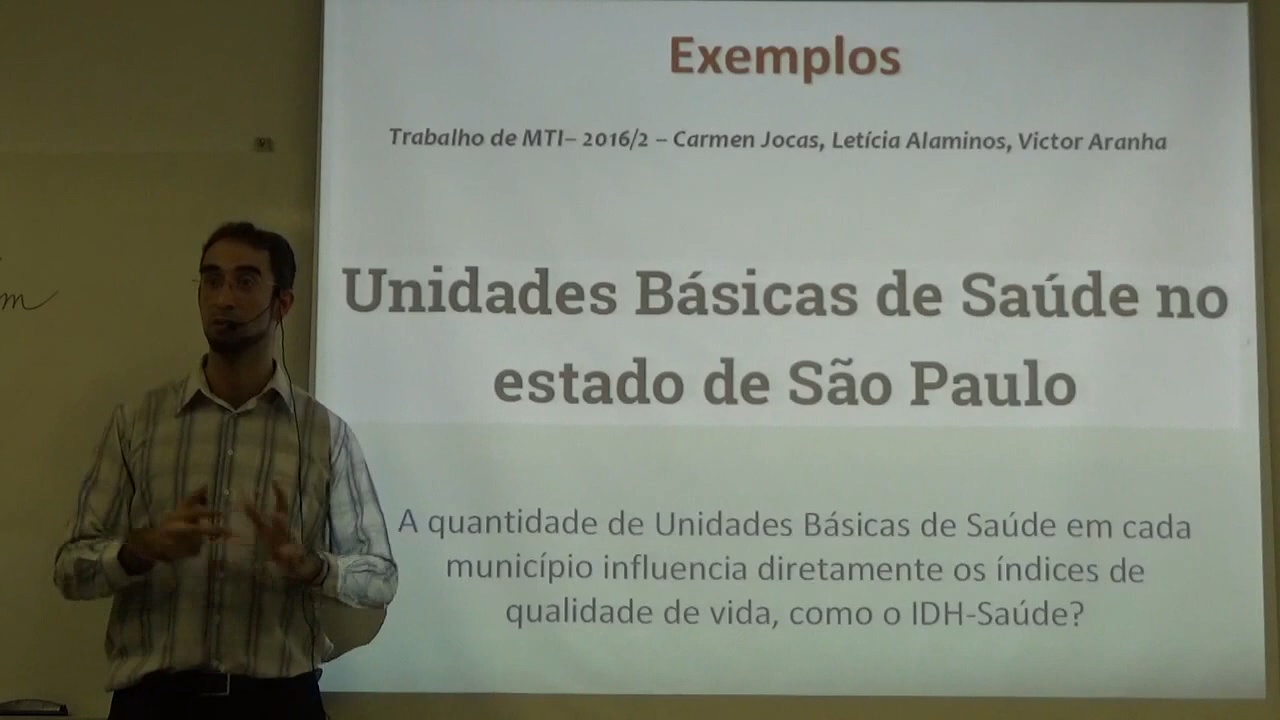 Exemplos
Trabalho de MTI– 2016/2 – Carmen Jocas, Letícia Alaminos, Victor Aranha
Unidades Básicas de Saúde no
estado de São Paulo
A quantidade de Unidades Básicas de Saúde em cada
município influencia diretamente os índices de
qualidade de vida, como o IDH-Saúde?